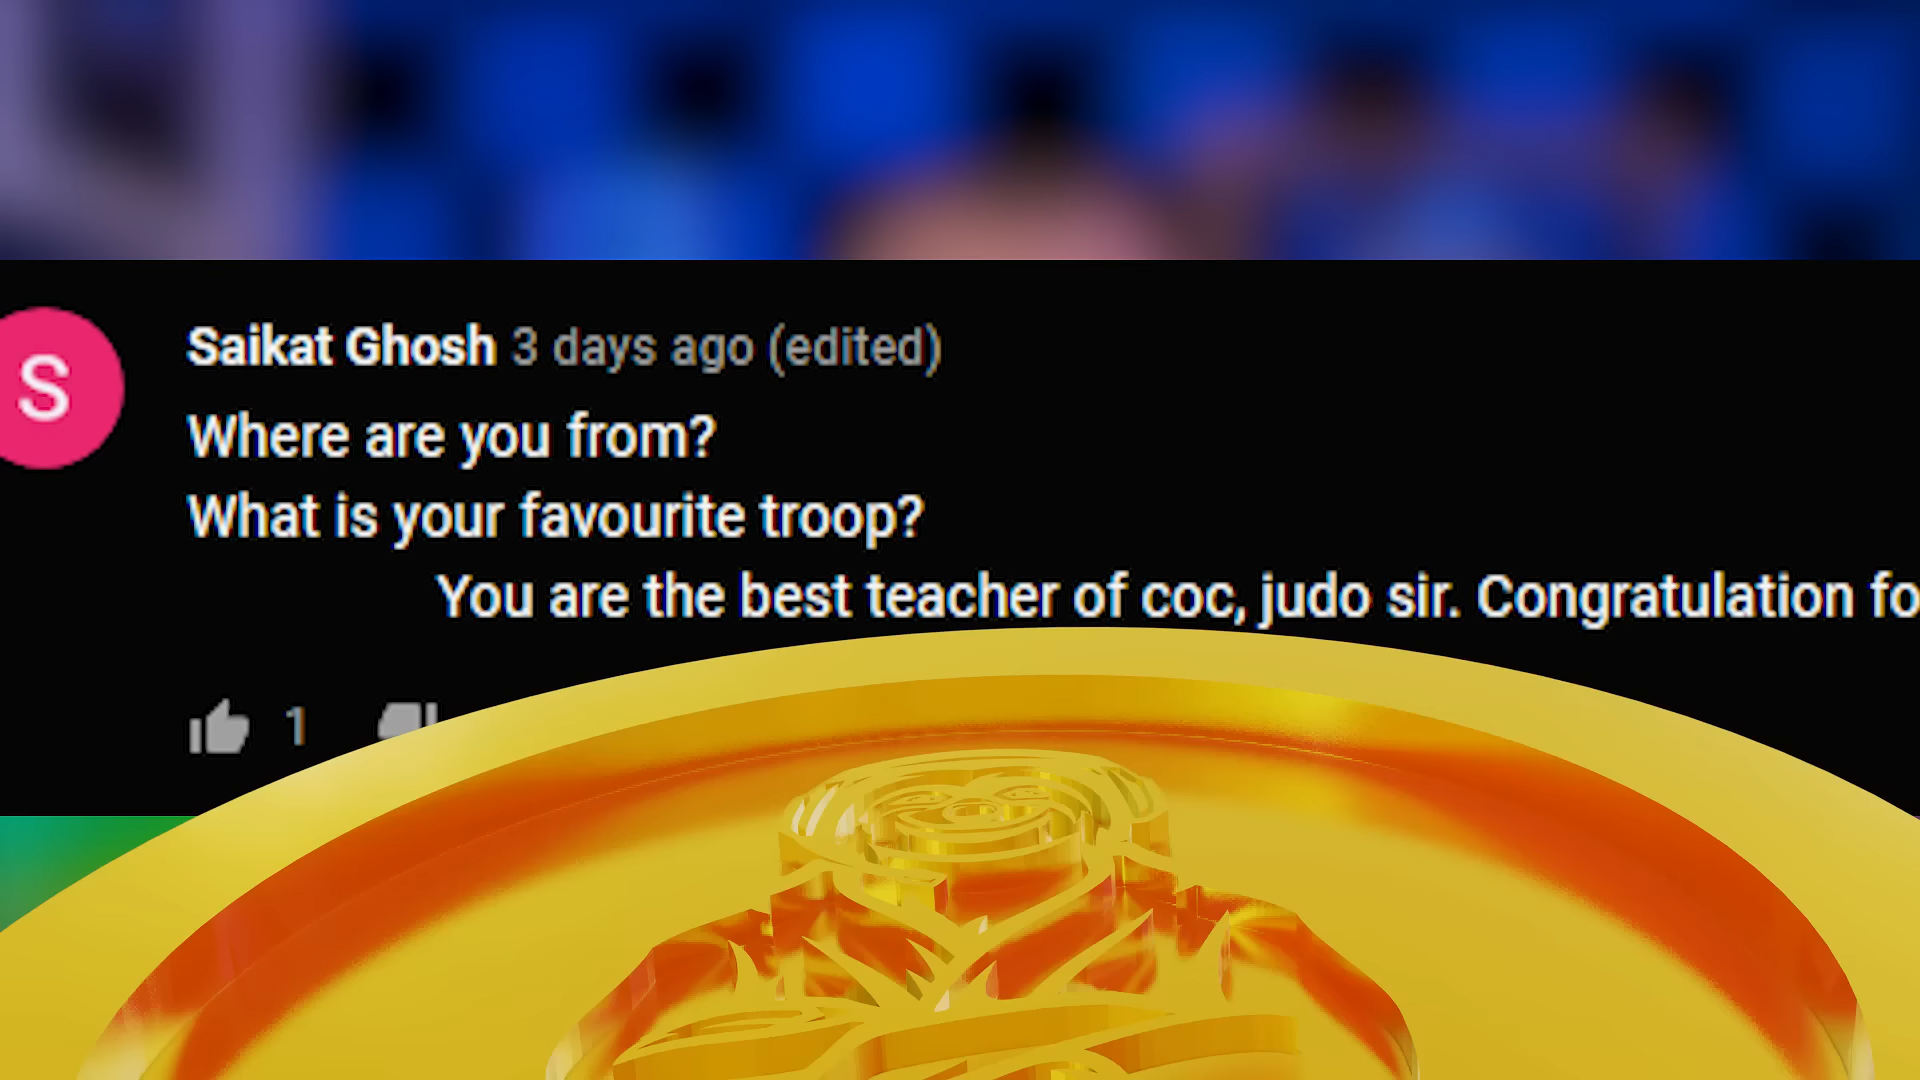 S
Saikat Ghosh 3 days ago (edited)
Where are you from?
What is your favourite troop?
You are the best teacher of coc, judo sir. Congratulation fo
1